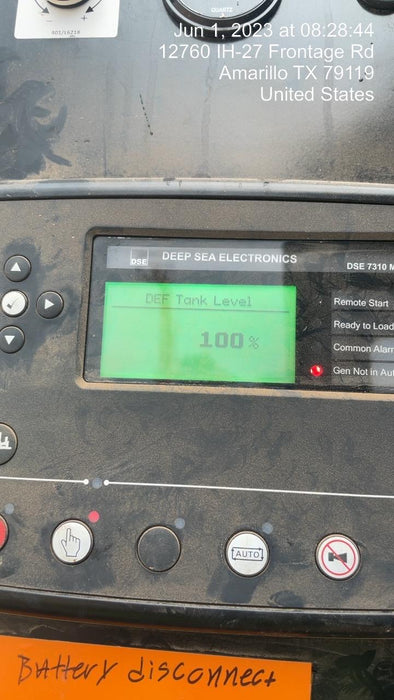 QUARTZ
Jun 1, 2023 at 08:28:44
12760 IH-27 Frontage Rd
Amarillo TX 79119
United States
DSE
DEEP SEA ELECTRONICS
DSE 7310 M
DEF Tank Level
100 %
Remote Start
Ready to Load
Common Alarm
Gen Not in Aut
AUTO
Battery disconnect